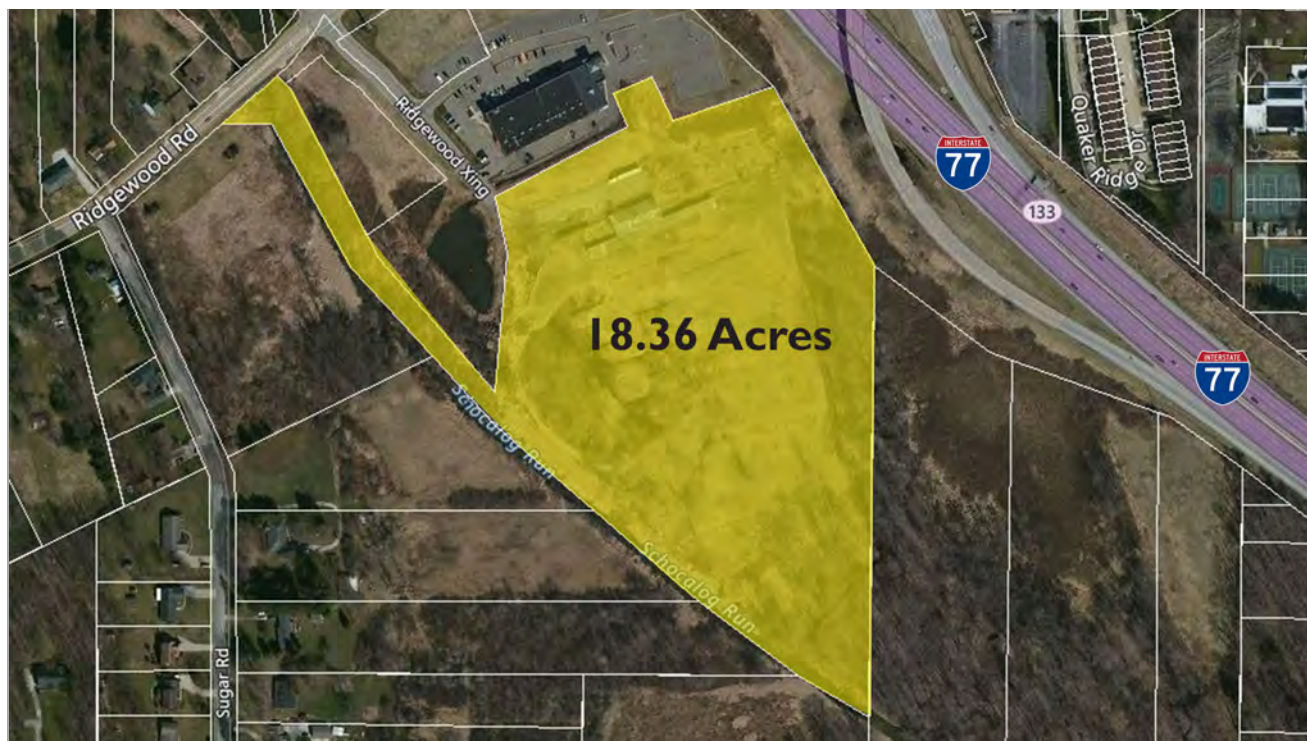 Ridgewood Rd
Ridgewood Xing
Quaker Ridge Dr
INTERSTATE
77
133
18.36 Acres
INTERSTATE
77
Schocalog Run
Schocalog Run
Sugar Rd